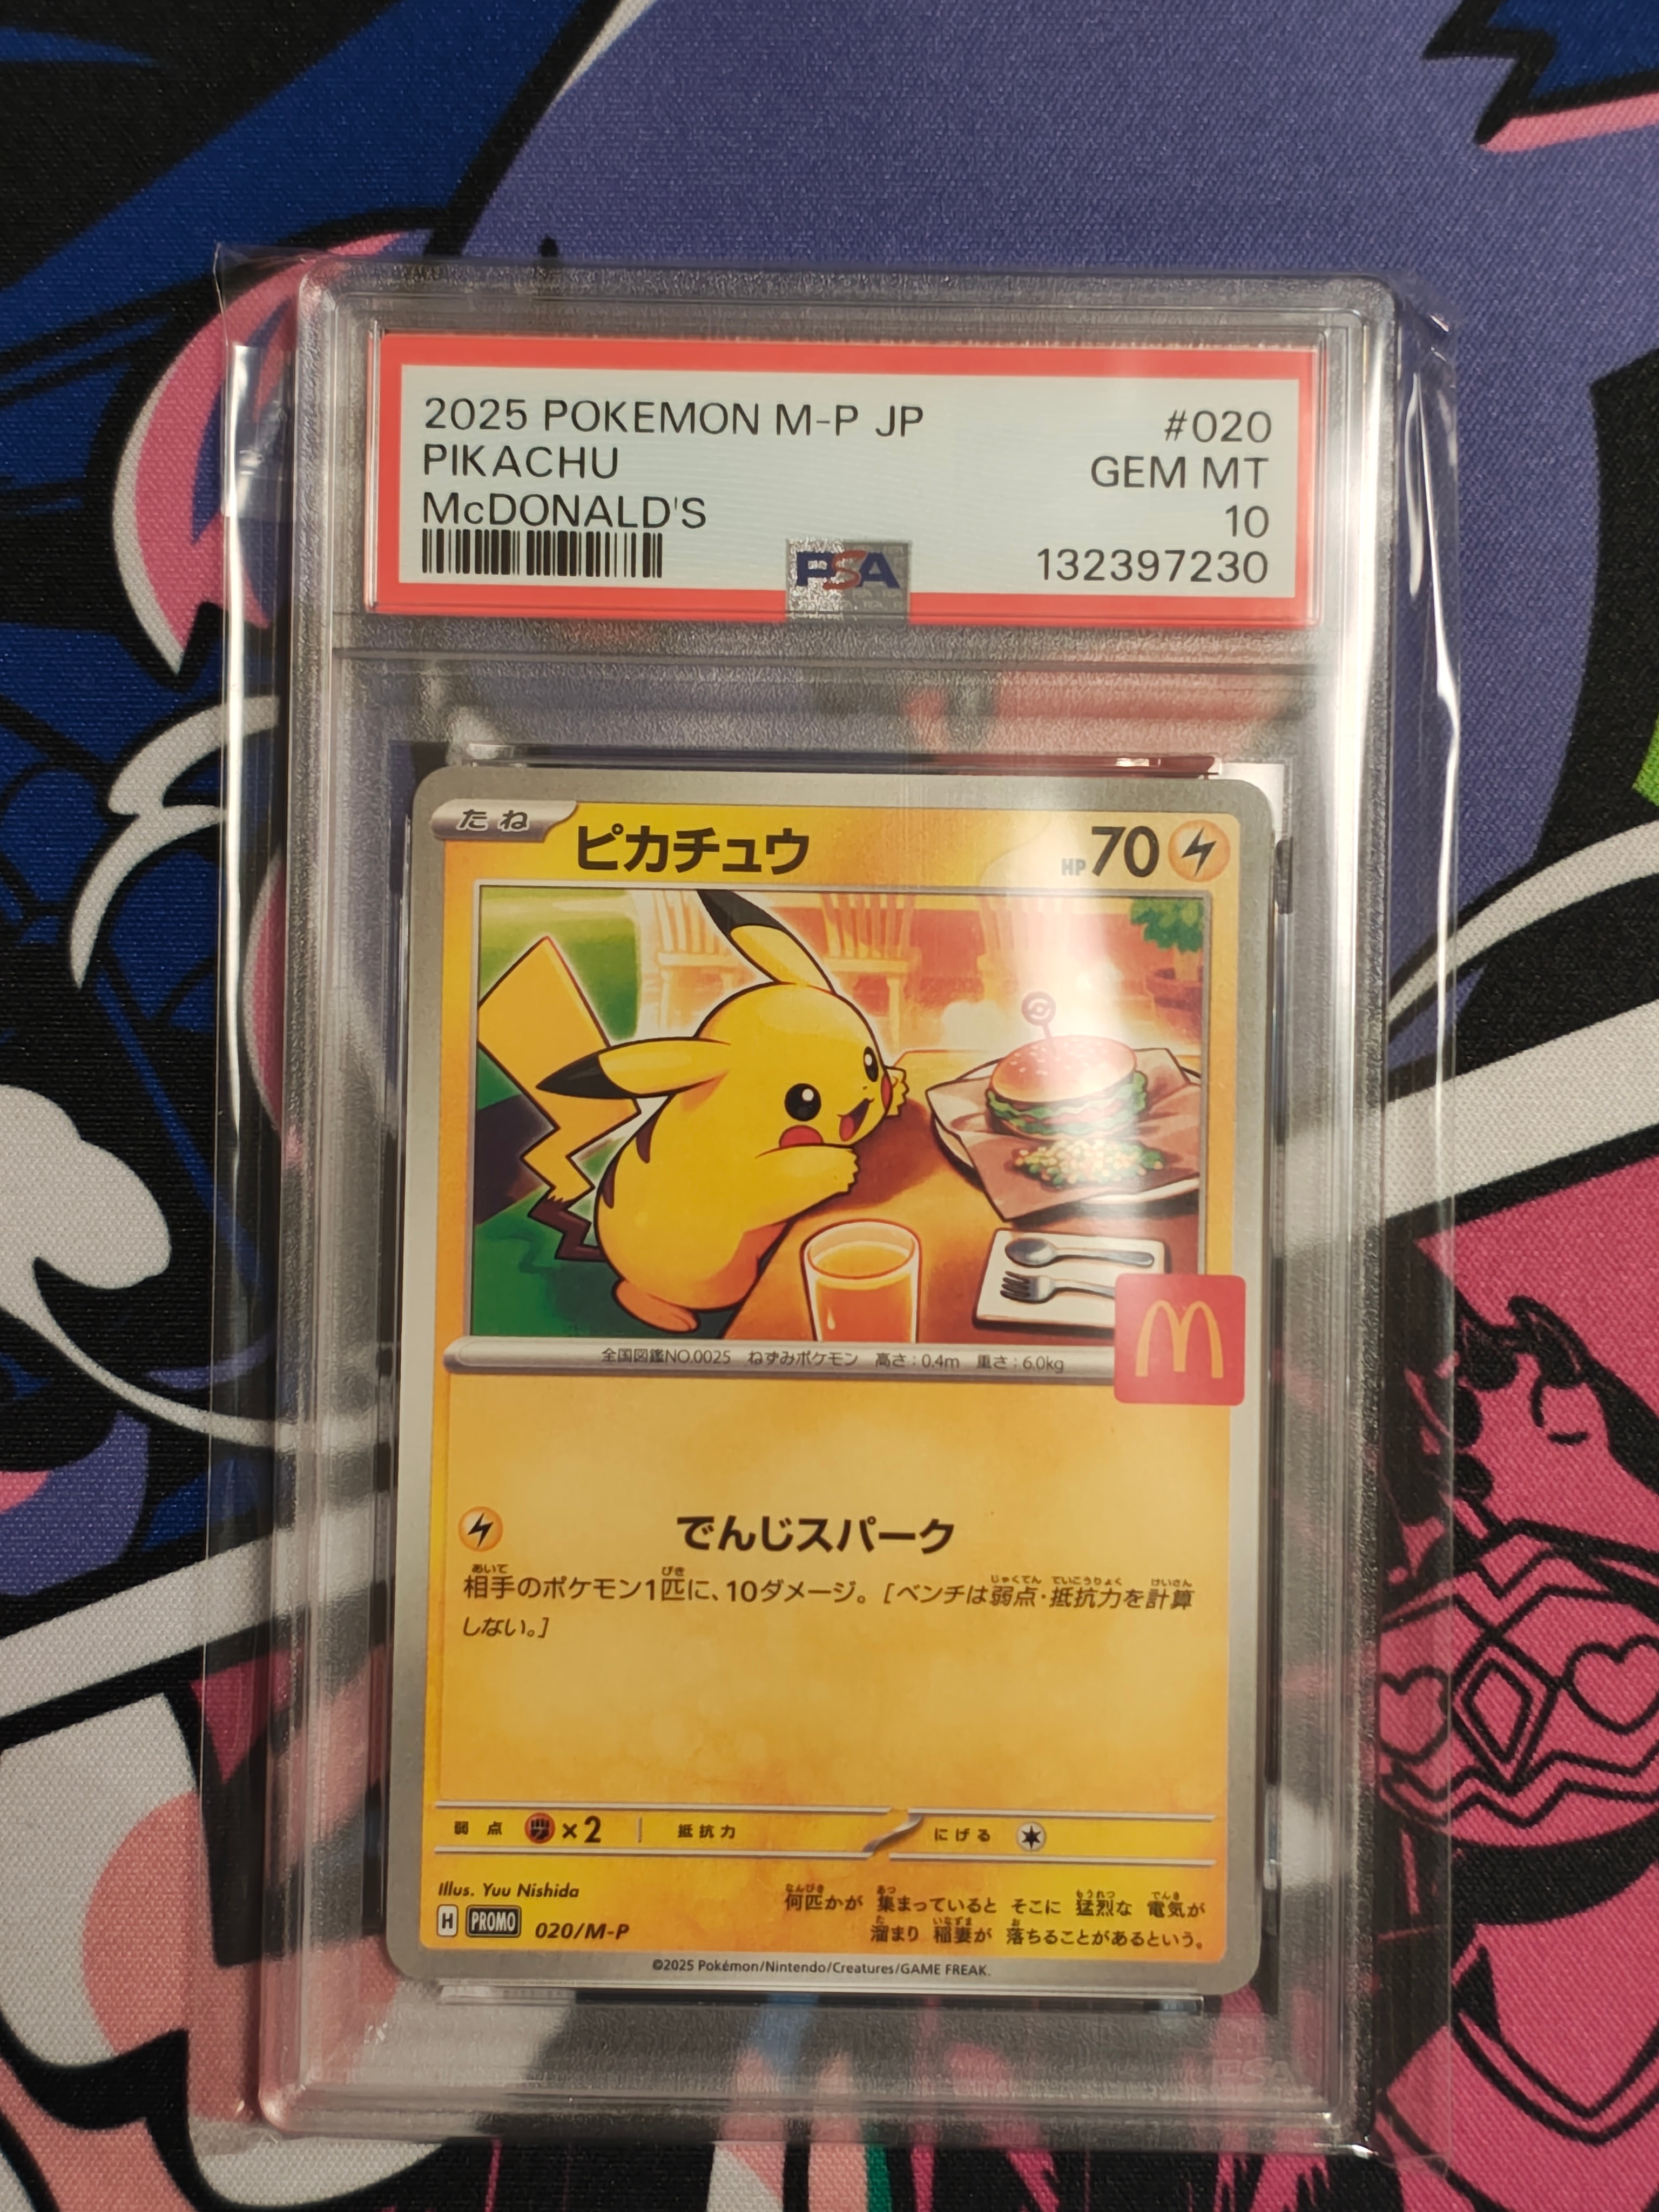 2025 POKEMON M-P JP #020
PIKACHU GEM MT
McDONALD'S 10
PSA 132397230
たね ピカチュウ HP70
全国図鑑NO.0025 ねずみポケモン 高さ:0.4m 重さ:6.0kg
でんじスパーク
相手のポケモン1匹に、10ダメージ。[ベンチは弱点・抵抗力を計算
しない。]
弱点 ×2 抵抗力 にげる
Illus. Yuu Nishida
何匹かが 集まっていると そこに 猛烈な 電気が
溜まり 稲妻が 落ちることがあるという。
H PROMO 020/M-P
©2025 Pokémon/Nintendo/Creatures/GAME FREAK.